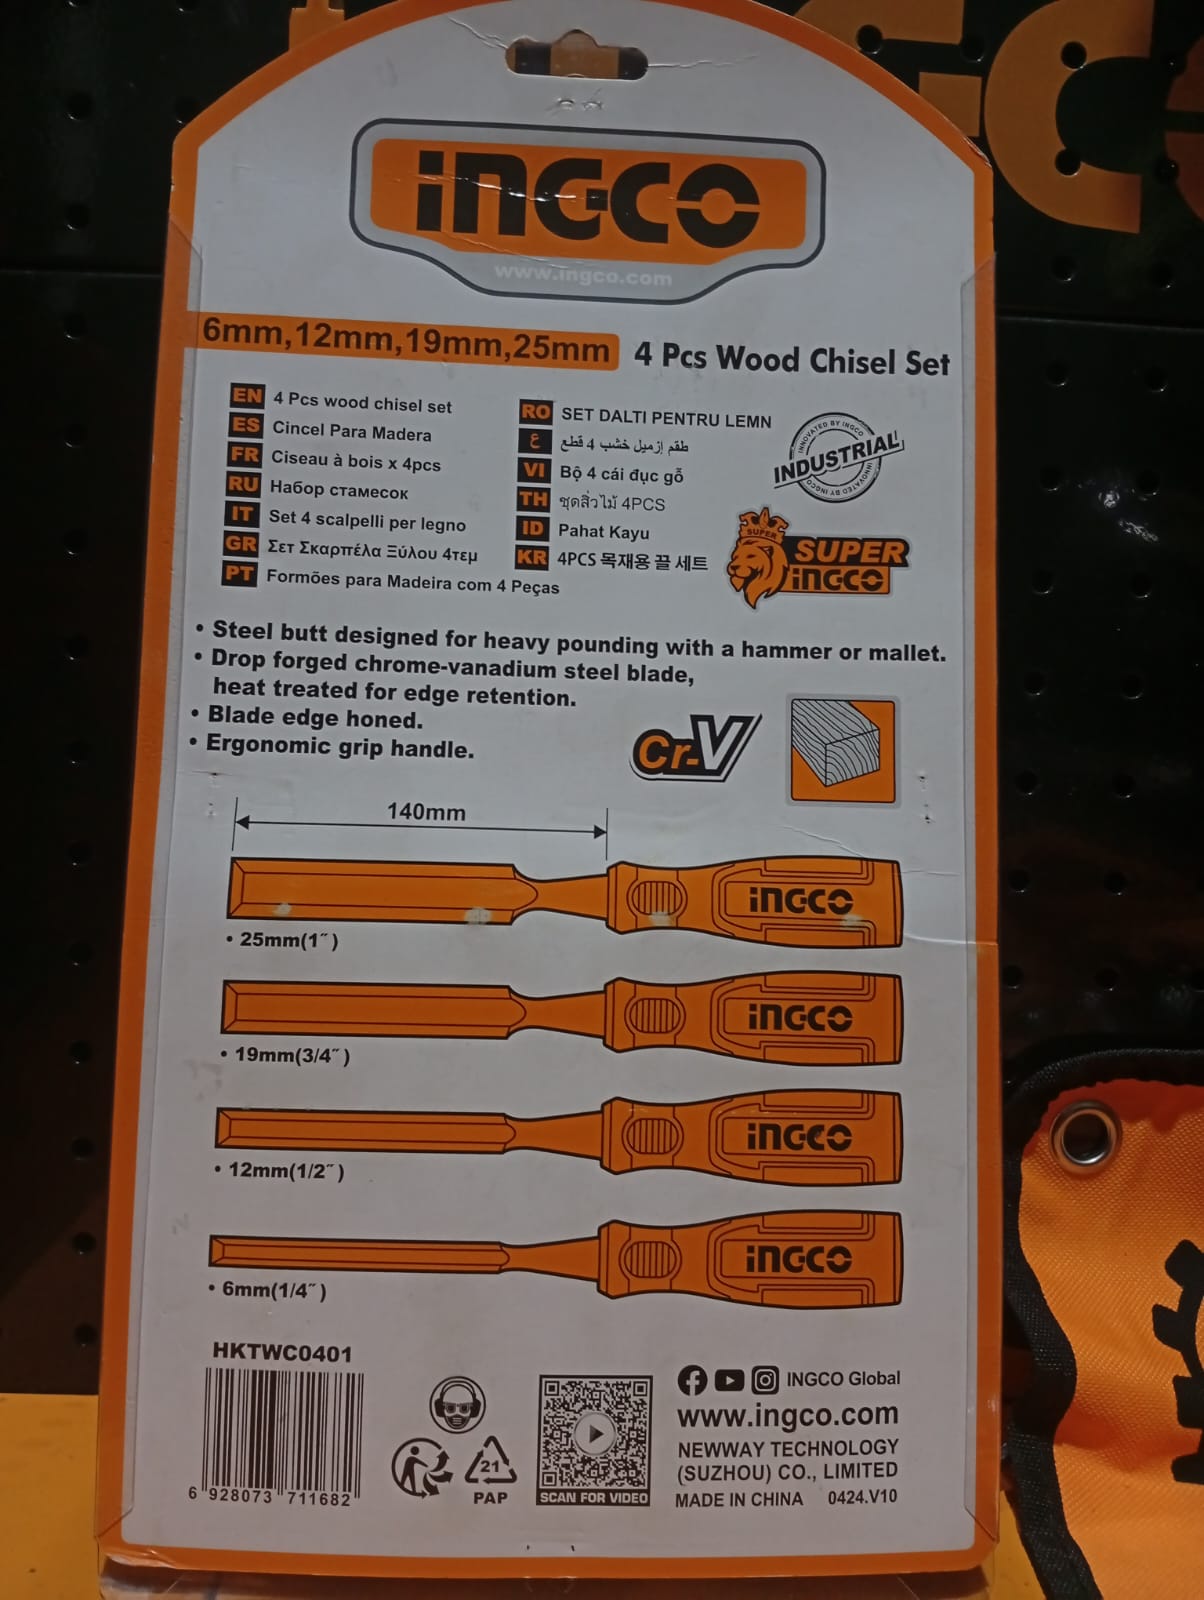 INGCO
www.ingco.com
6mm,12mm,19mm,25mm 4 Pcs Wood Chisel Set
EN 4 Pcs wood chisel set
ES Cincel Para Madera
FR Ciseau à bois x 4pcs
RU Набор стамесок
IT Set 4 scalpelli per legno
GR Σετ Σκαρπέλα Ξύλου 4τεμ
PT Formões para Madeira com 4 Peças
RO SET DALTI PENTRU LEMN
ع طقم إزميل خشب 4 قطع
VI Bộ 4 cái đục gỗ
TH ชุดสิ่วไม้ 4PCS
ID Pahat Kayu
KR 4PCS 목재용 끌 세트
INNOVATED BY INGCO
INDUSTRIAL
INNOVATED BY INGCO
SUPER
SUPER
INGCO
• Steel butt designed for heavy pounding with a hammer or mallet.
• Drop forged chrome-vanadium steel blade,
heat treated for edge retention.
• Blade edge honed.
• Ergonomic grip handle.
Cr-V
140mm
INGCO
• 25mm(1″)
INGCO
• 19mm(3/4″)
INGCO
• 12mm(1/2″)
INGCO
• 6mm(1/4″)
HKTWC0401
6 928073 711682
21
PAP
SCAN FOR VIDEO
INGCO Global
www.ingco.com
NEWWAY TECHNOLOGY
(SUZHOU) CO., LIMITED
MADE IN CHINA 0424.V10